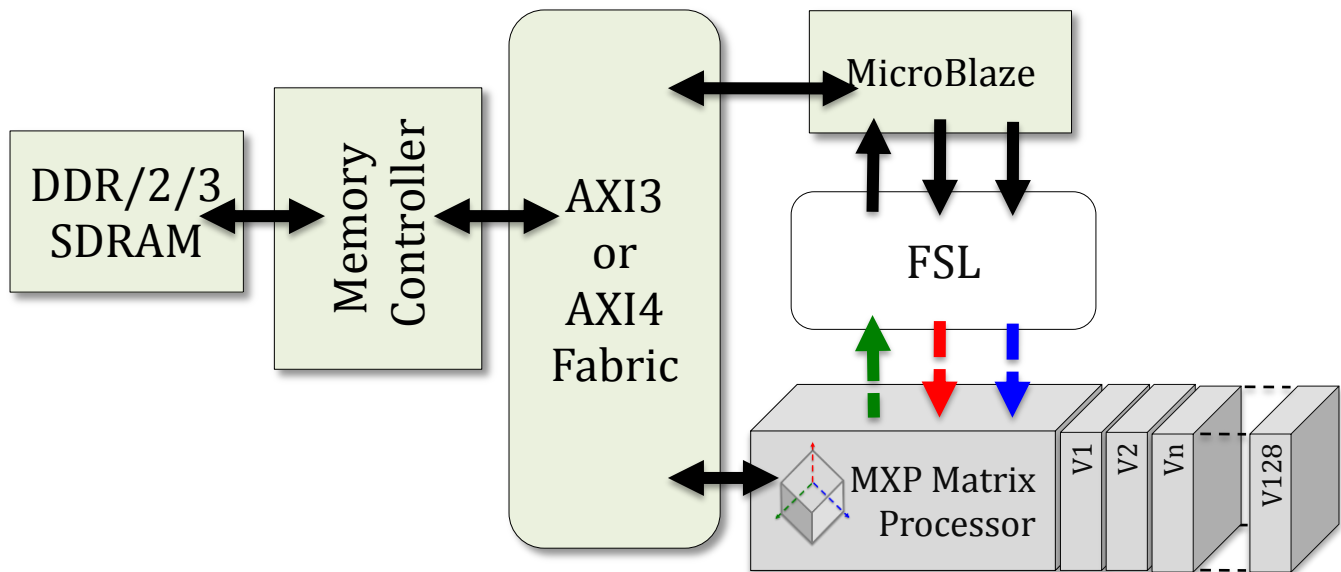 DDR/2/3
SDRAM
Memory
Controller
AXI3
or
AXI4
Fabric
MicroBlaze
FSL
MXP Matrix
Processor
V1
V2
Vn
V128